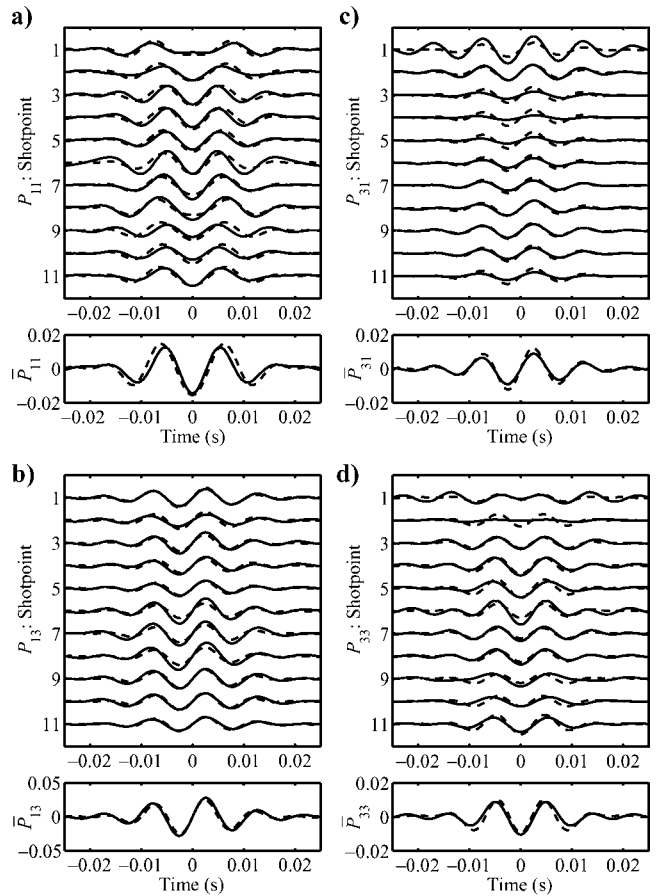 a)
P11: Shotpoint
1
3
5
7
9
11
−0.02 −0.01 0 0.01 0.02
P̅11
0.02
0
−0.02
−0.02 −0.01 0 0.01 0.02
Time (s)
c)
P31: Shotpoint
1
3
5
7
9
11
−0.02 −0.01 0 0.01 0.02
P̅31
0.02
0
−0.02
−0.02 −0.01 0 0.01 0.02
Time (s)
b)
P13: Shotpoint
1
3
5
7
9
11
−0.02 −0.01 0 0.01 0.02
P̅13
0.05
0
−0.05
−0.02 −0.01 0 0.01 0.02
Time (s)
d)
P33: Shotpoint
1
3
5
7
9
11
−0.02 −0.01 0 0.01 0.02
P̅33
0.02
0
−0.02
−0.02 −0.01 0 0.01 0.02
Time (s)